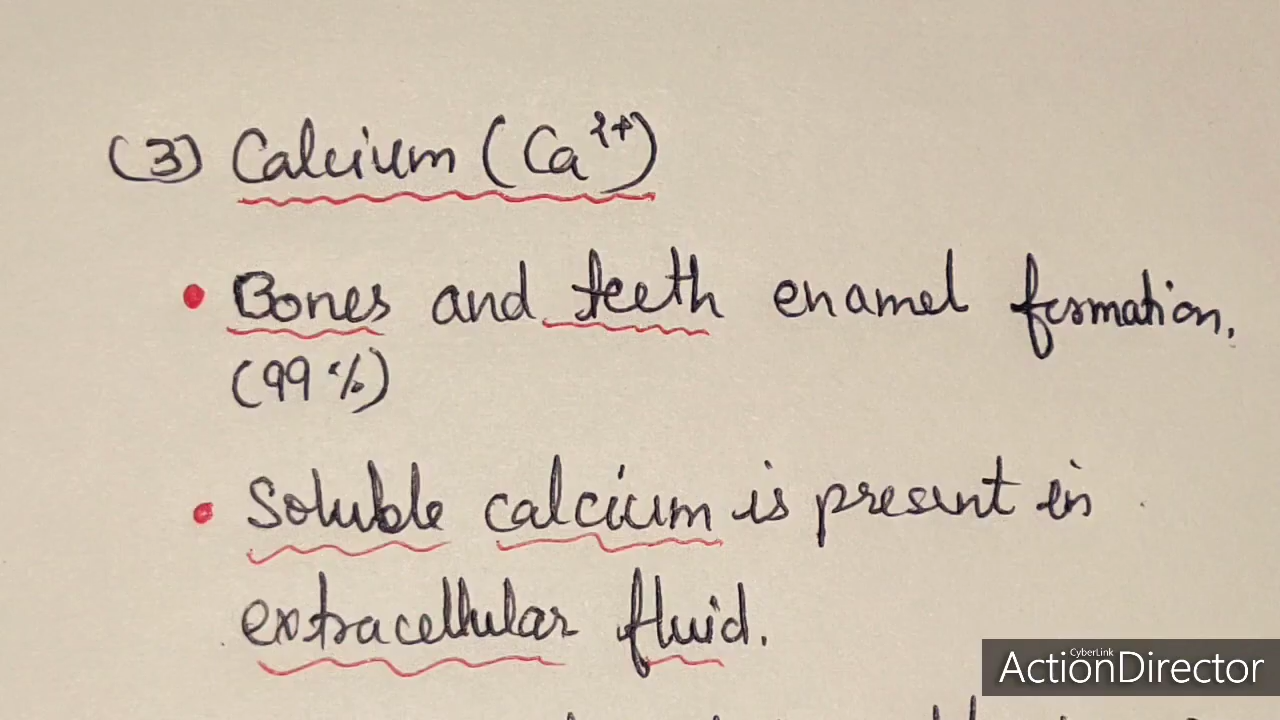 (3) Calcium (Ca²⁺)
• Bones and teeth enamel formation.
(99%)
• Soluble calcium is present in
extracellular fluid.
CyberLink
ActionDirector